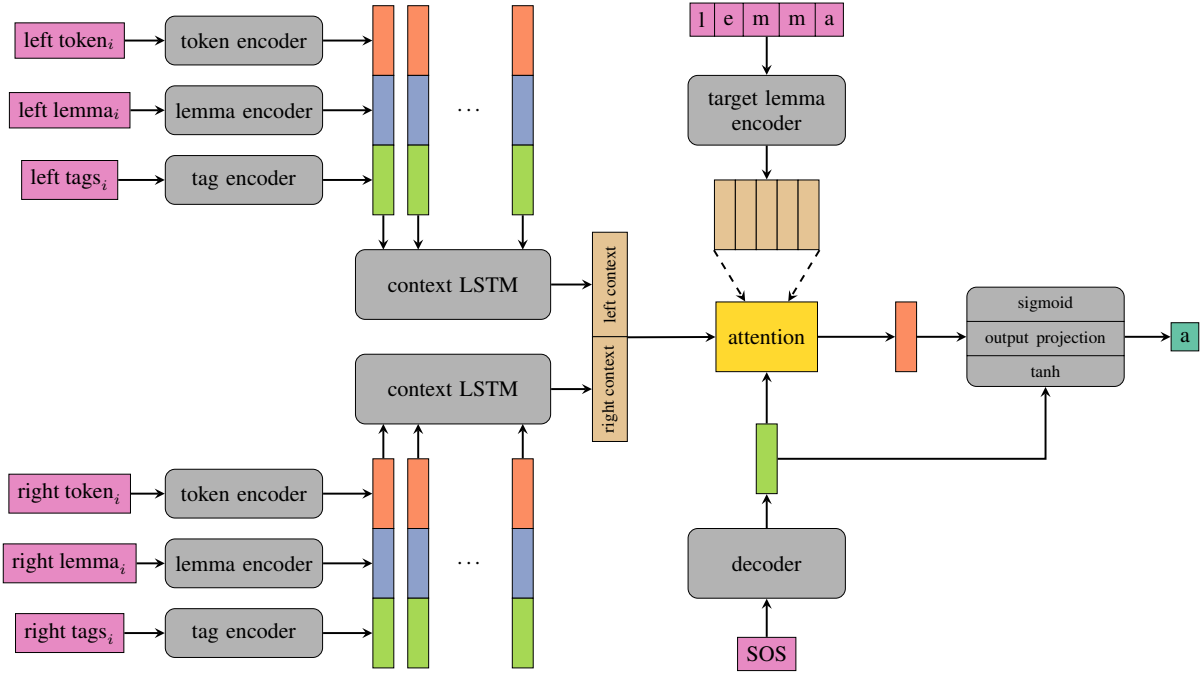 left token_i
token encoder
left lemma_i
lemma encoder
...
left tags_i
tag encoder
context LSTM
left context
right context
context LSTM
right token_i
token encoder
right lemma_i
lemma encoder
...
right tags_i
tag encoder
l e m m a
target lemma
encoder
attention
sigmoid
output projection
tanh
a
decoder
SOS